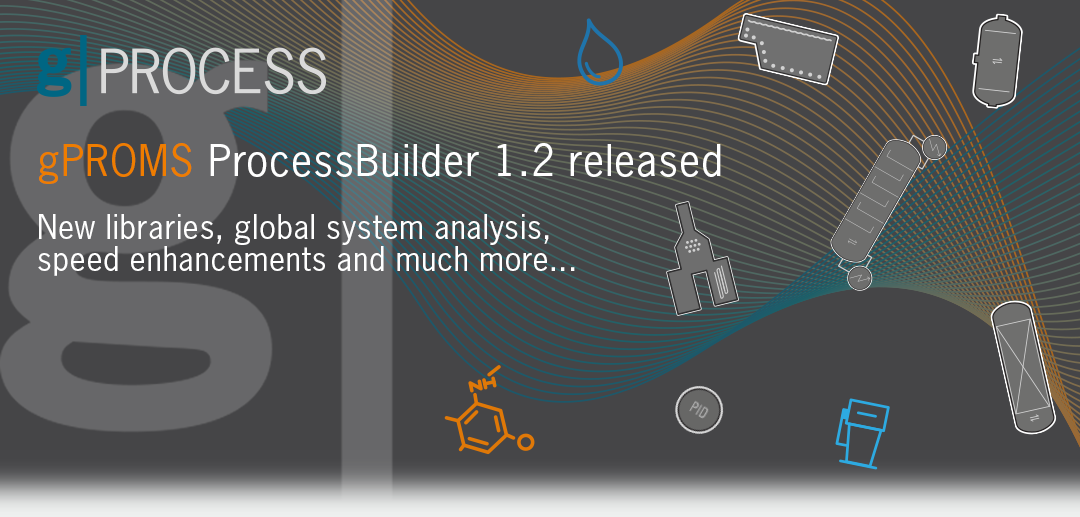 g|PROCESS
gPROMS ProcessBuilder 1.2 released
New libraries, global system analysis,
speed enhancements and much more...
PID
NH
O
g|